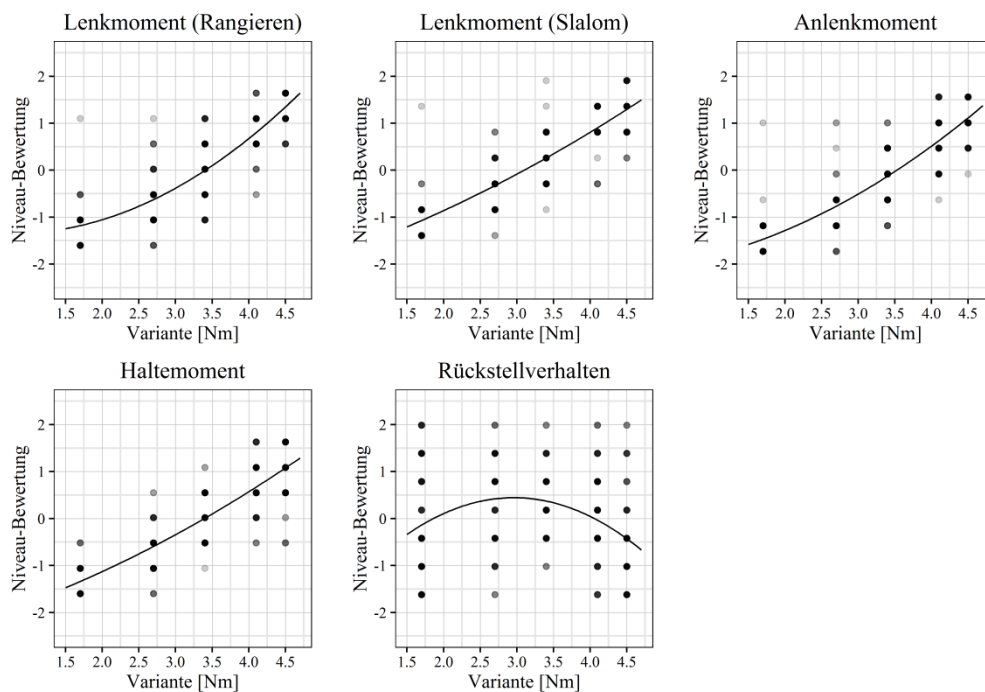 Lenkmoment (Rangieren)
Niveau-Bewertung
2
1
0
-1
-2
1.5 2.0 2.5 3.0 3.5 4.0 4.5
Variante [Nm]
Lenkmoment (Slalom)
Niveau-Bewertung
2
1
0
-1
-2
1.5 2.0 2.5 3.0 3.5 4.0 4.5
Variante [Nm]
Anlenkmoment
Niveau-Bewertung
2
1
0
-1
-2
1.5 2.0 2.5 3.0 3.5 4.0 4.5
Variante [Nm]
Haltemoment
Niveau-Bewertung
2
1
0
-1
-2
1.5 2.0 2.5 3.0 3.5 4.0 4.5
Variante [Nm]
Rückstellverhalten
Niveau-Bewertung
2
1
0
-1
-2
1.5 2.0 2.5 3.0 3.5 4.0 4.5
Variante [Nm]